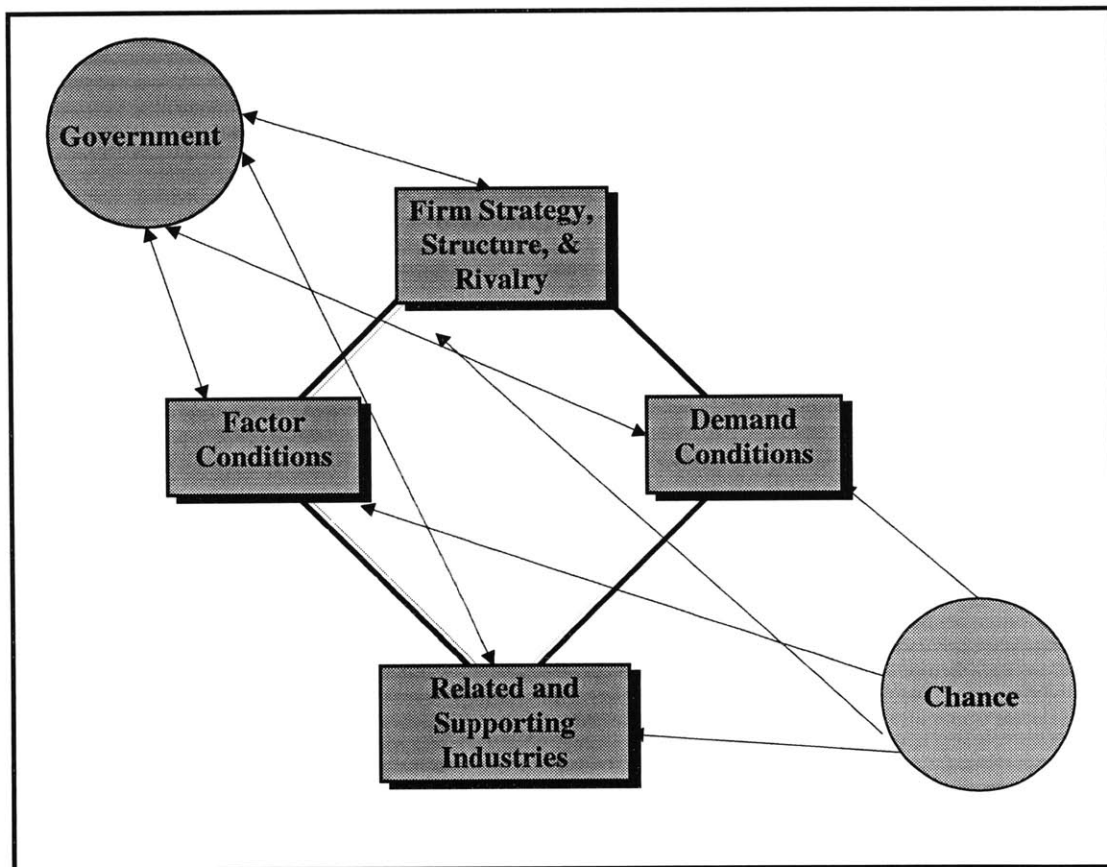 Government
Firm Strategy,
Structure, &
Rivalry
Factor
Conditions
Demand
Conditions
Related and
Supporting
Industries
Chance